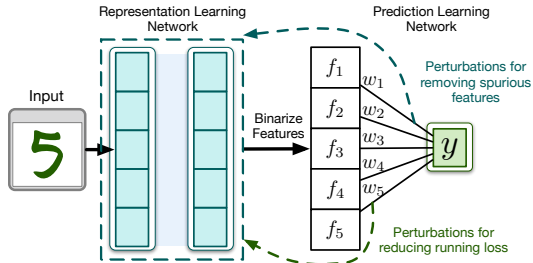 Representation Learning
Network
Prediction Learning
Network
Perturbations for
removing spurious
features
Input
5
Binarize
Features
f1
f2
f3
f4
f5
w1
w2
w3
w4
w5
y
Perturbations for
reducing running loss